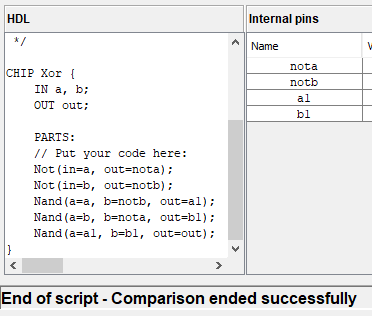 HDL
*/
CHIP Xor {
IN a, b;
OUT out;
PARTS:
// Put your code here:
Not(in=a, out=nota);
Not(in=b, out=notb);
Nand(a=a, b=notb, out=a1);
Nand(a=b, b=nota, out=b1);
Nand(a=a1, b=b1, out=out);
}
Internal pins
Name
nota
notb
a1
b1
End of script - Comparison ended successfully